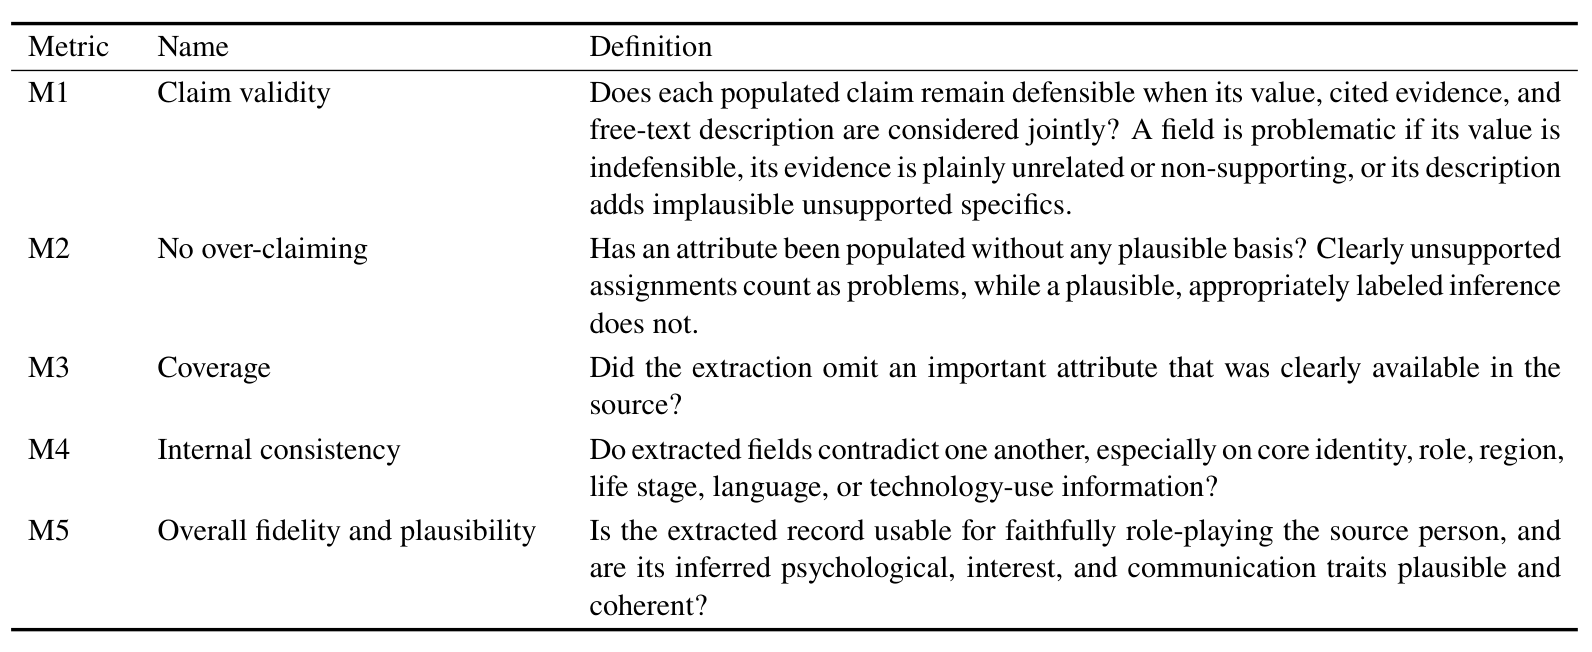 Metric Name Definition
M1 Claim validity Does each populated claim remain defensible when its value, cited evidence, and
free-text description are considered jointly? A field is problematic if its value is
indefensible, its evidence is plainly unrelated or non-supporting, or its description
adds implausible unsupported specifics.
M2 No over-claiming Has an attribute been populated without any plausible basis? Clearly unsupported
assignments count as problems, while a plausible, appropriately labeled inference
does not.
M3 Coverage Did the extraction omit an important attribute that was clearly available in the
source?
M4 Internal consistency Do extracted fields contradict one another, especially on core identity, role, region,
life stage, language, or technology-use information?
M5 Overall fidelity and plausibility Is the extracted record usable for faithfully role-playing the source person, and
are its inferred psychological, interest, and communication traits plausible and
coherent?